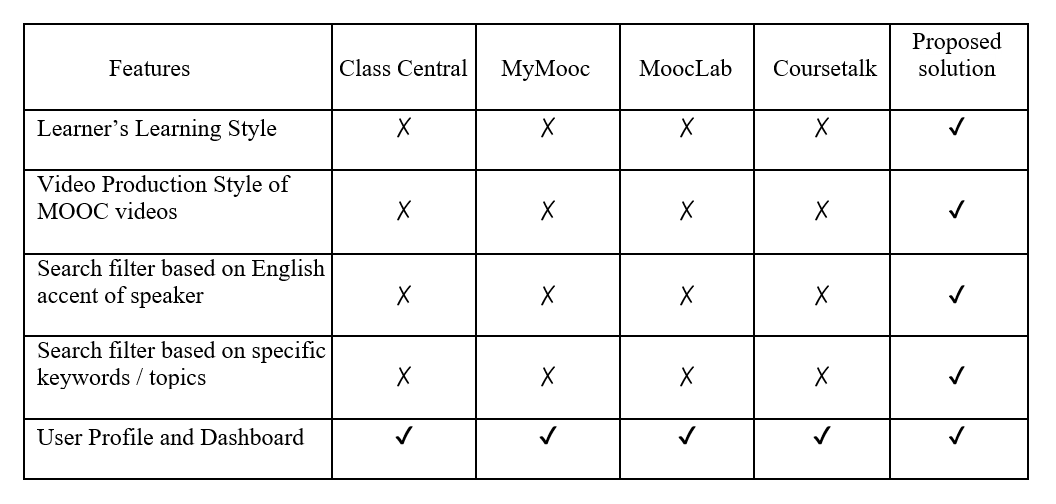 Features Class Central MyMooc MoocLab Coursetalk Proposed
solution
Learner’s Learning Style ✗ ✗ ✗ ✗ ✓
Video Production Style of
MOOC videos ✗ ✗ ✗ ✗ ✓
Search filter based on English
accent of speaker ✗ ✗ ✗ ✗ ✓
Search filter based on specific
keywords / topics ✗ ✗ ✗ ✗ ✓
User Profile and Dashboard ✓ ✓ ✓ ✓ ✓